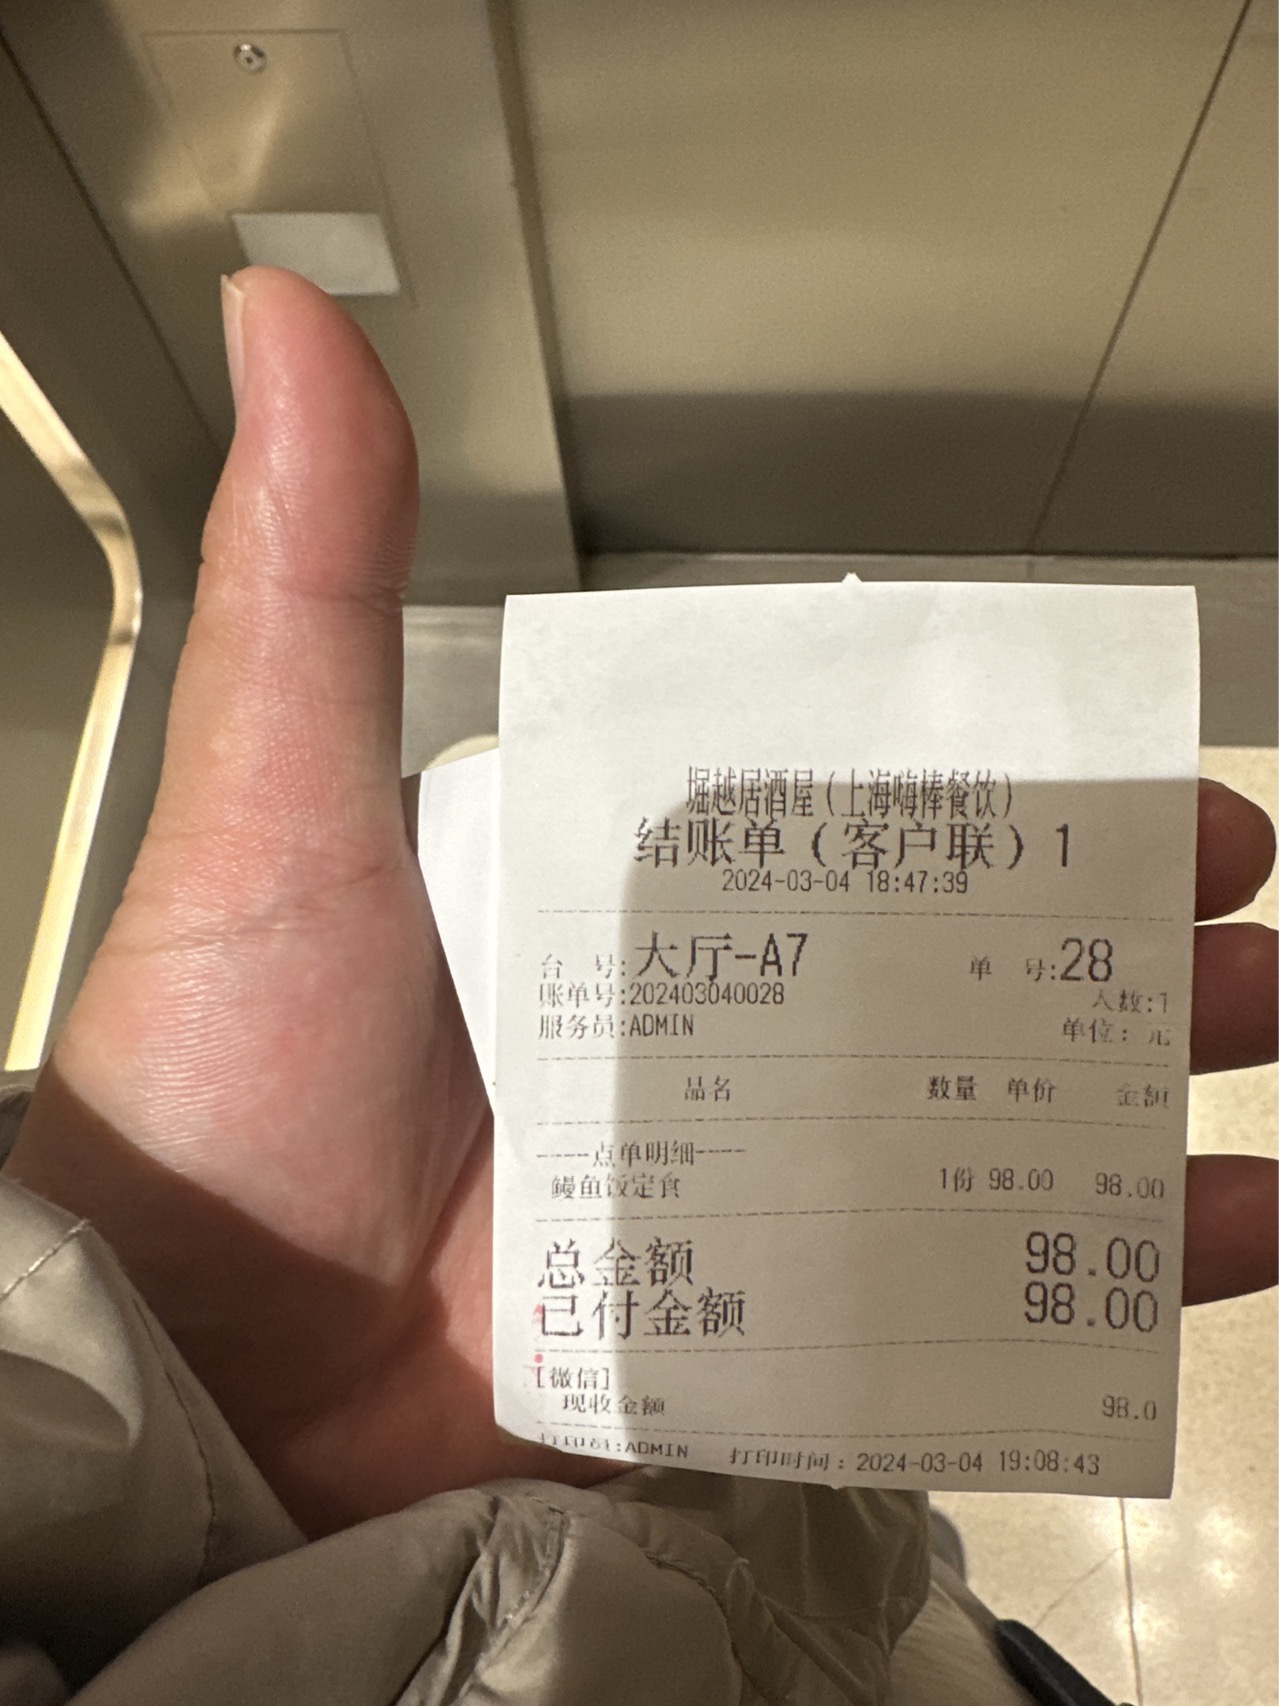 堀越居酒屋（上海嗨棒餐饮）
结账单（客户联）1
2024-03-04 18:47:39
台 号:大厅-A7 单 号:28
账单号:202403040028 人数:1
服务员:ADMIN 单位：元
品名 数量 单价 金额
-----点单明细-----
鳗鱼饭定食 1份 98.00 98.00
总金额 98.00
已付金额 98.00
[微信]
现收金额 98.0
打印员:ADMIN 打印时间：2024-03-04 19:08:43